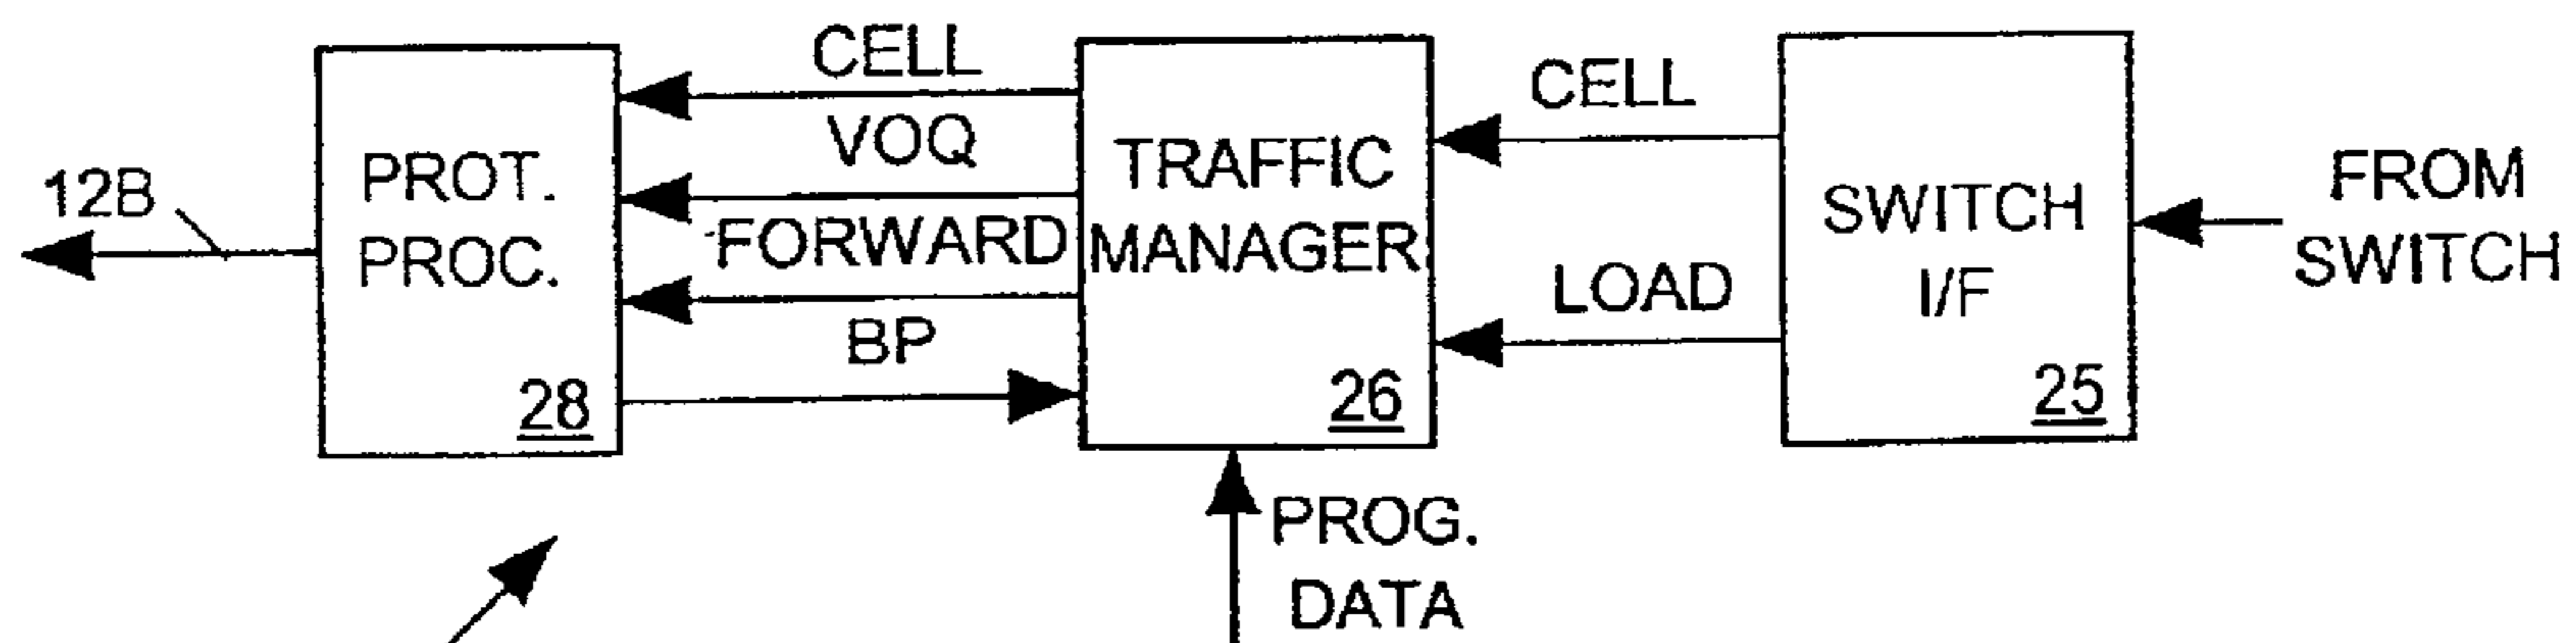 12B
PROT.
PROC.
28
CELL
VOQ
FORWARD
BP
TRAFFIC
MANAGER
26
CELL
LOAD
SWITCH
I/F
25
FROM
SWITCH
PROG.
DATA